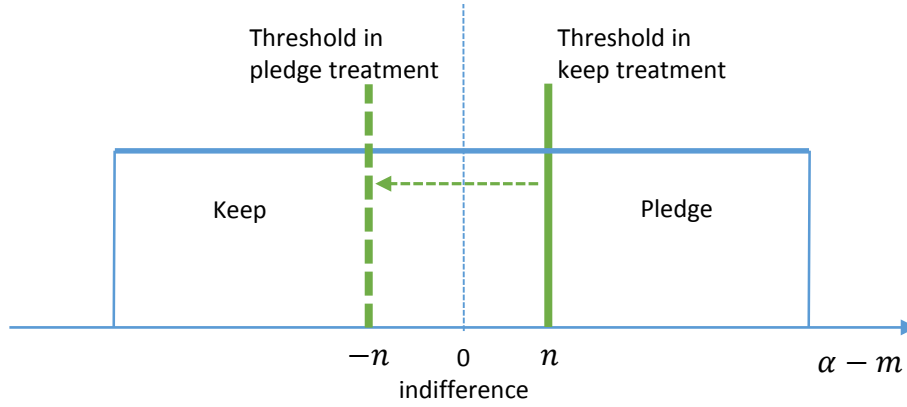 Threshold in
pledge treatment
Threshold in
keep treatment
Keep
Pledge
−n
0
n
α − m
indifference